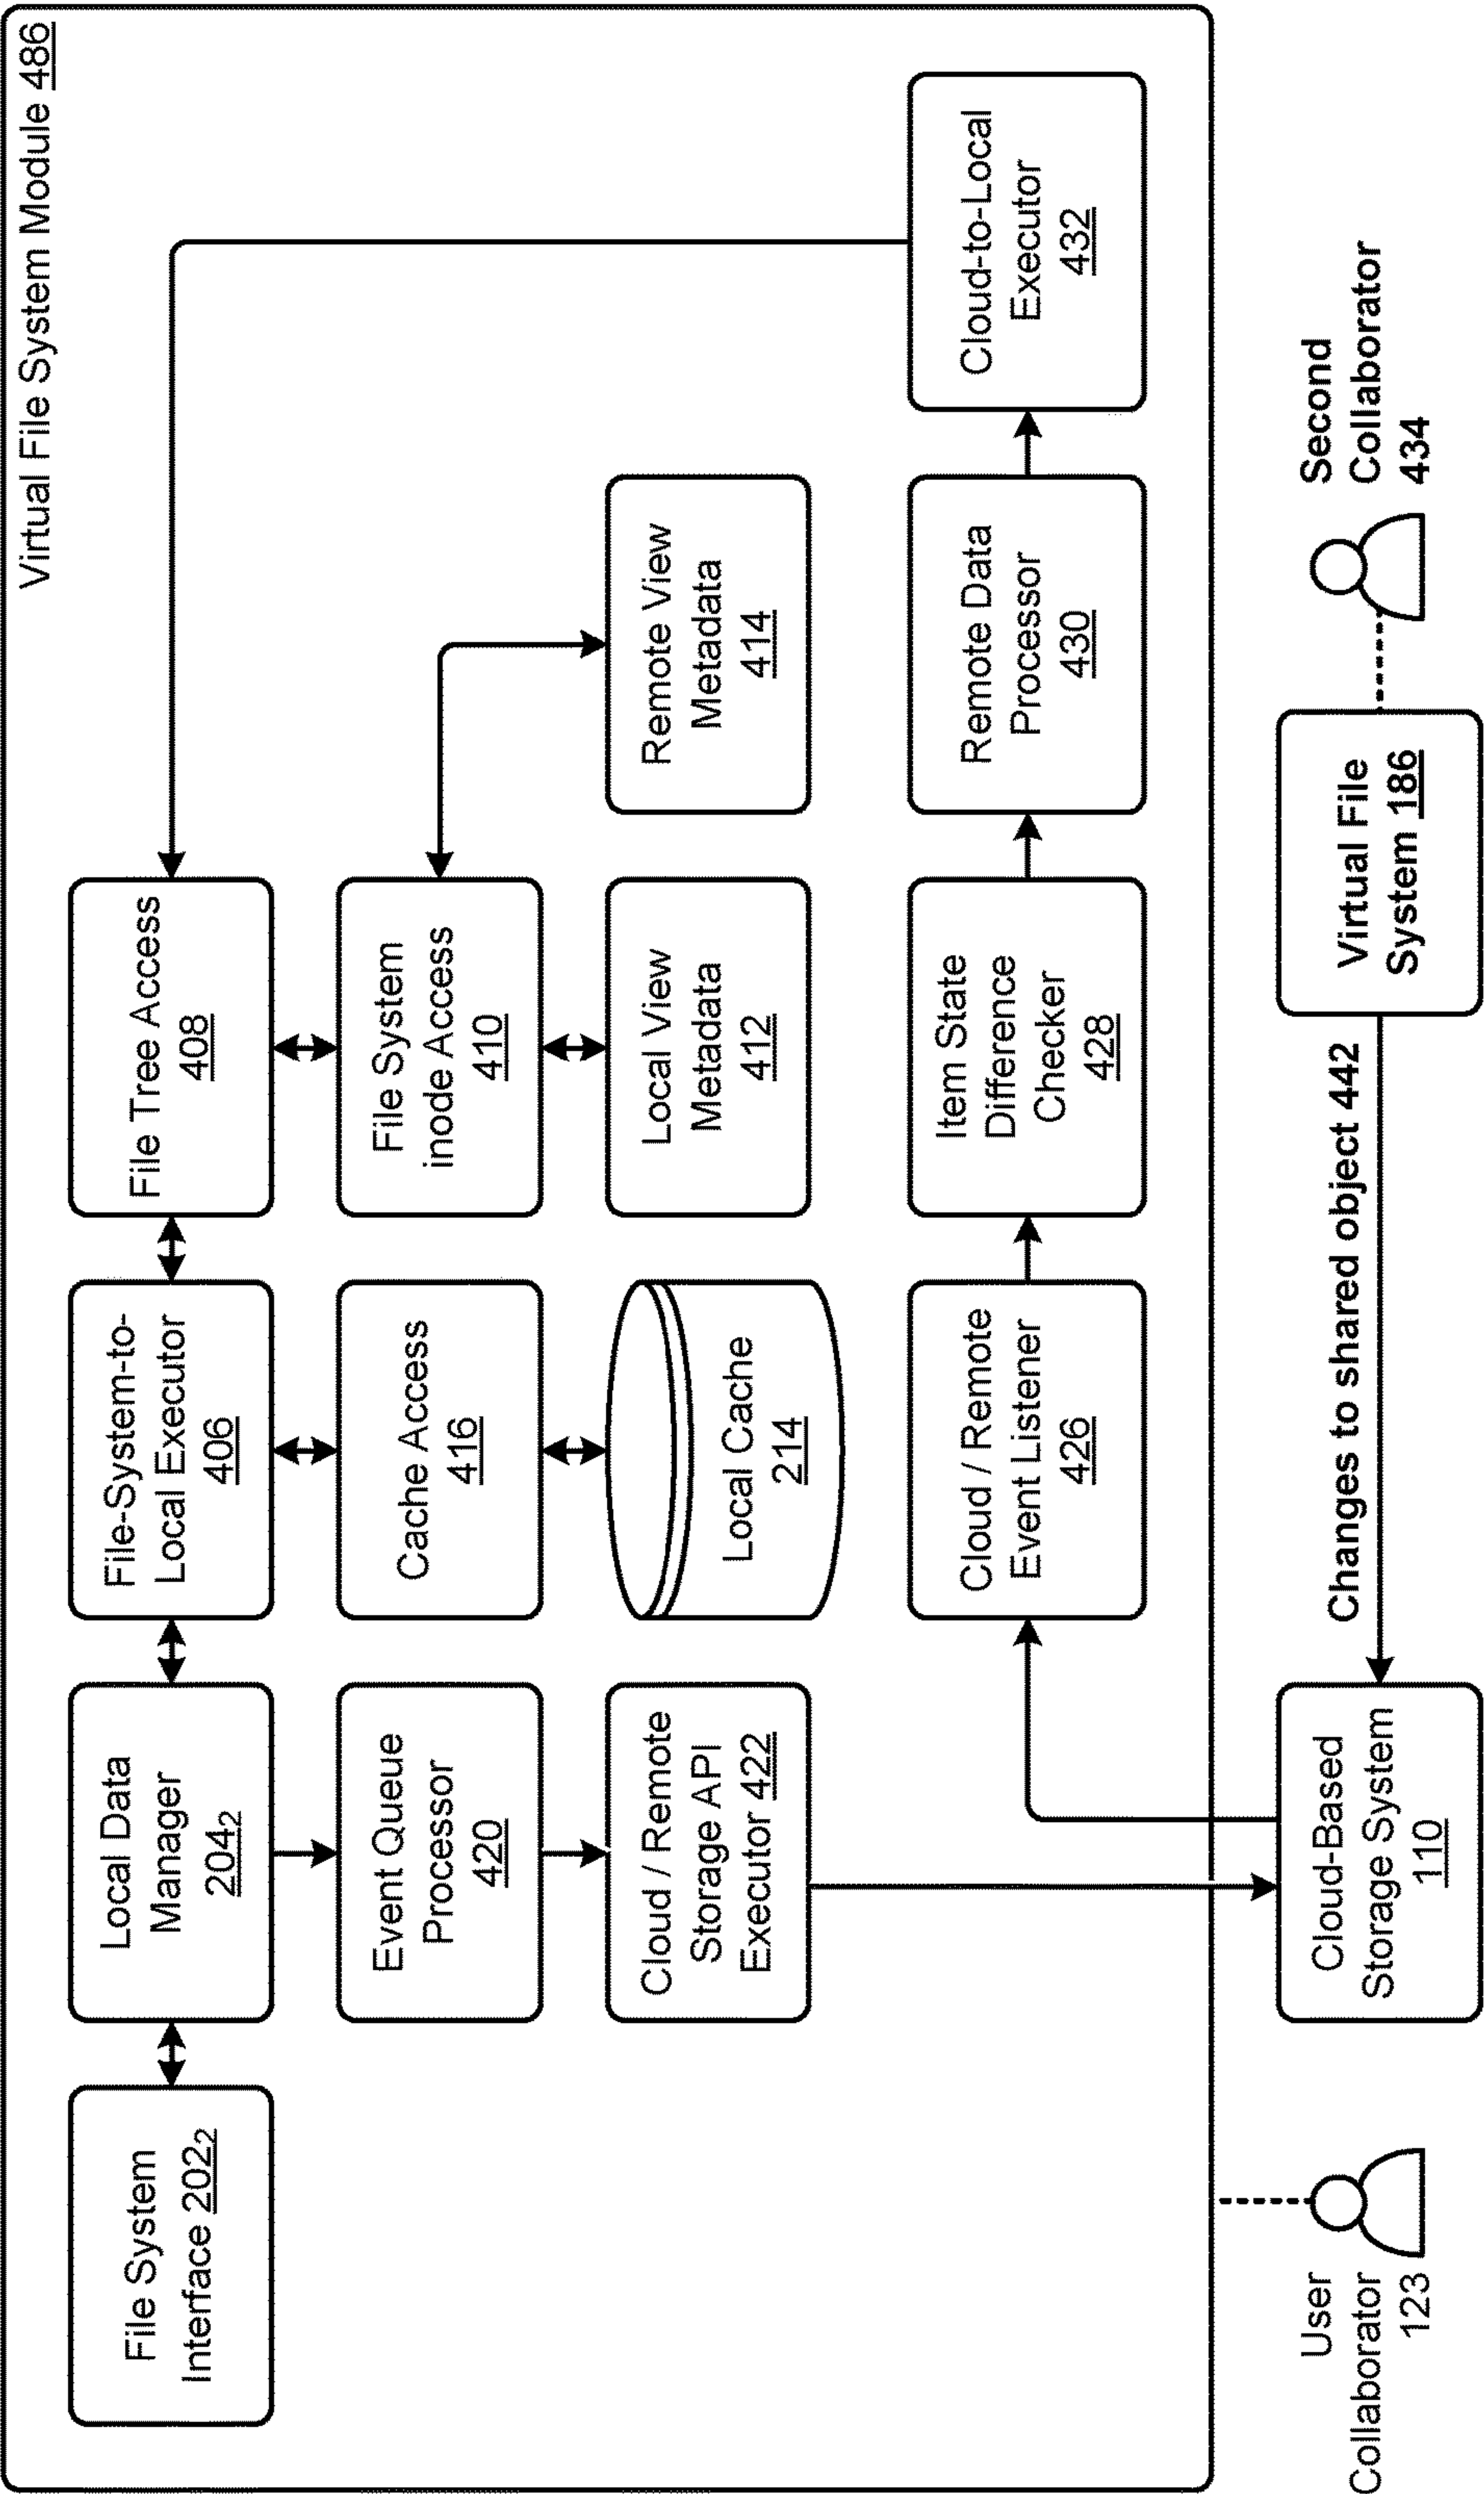 Virtual File System Module 486
File System
Interface 202₂
Local Data
Manager
204₂
File-System-to-
Local Executor
406
File Tree Access
408
Event Queue
Processor
420
Cache Access
416
File System
inode Access
410
Cloud / Remote
Storage API
Executor 422
Local Cache
214
Local View
Metadata
412
Remote View
Metadata
414
Cloud / Remote
Event Listener
426
Item State
Difference
Checker
428
Remote Data
Processor
430
Cloud-to-Local
Executor
432
User
Collaborator
123
Cloud-Based
Storage System
110
Changes to shared object 442
Virtual File
System 186
Second
Collaborator
434